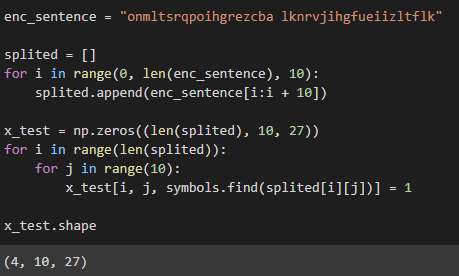 enc_sentence = "onmltsrqpoihgrezcba lknrvjihgfueiizltflk"
splited = []
for i in range(0, len(enc_sentence), 10):
    splited.append(enc_sentence[i:i + 10])
x_test = np.zeros((len(splited), 10, 27))
for i in range(len(splited)):
    for j in range(10):
        x_test[i, j, symbols.find(splited[i][j])] = 1
x_test.shape
(4, 10, 27)